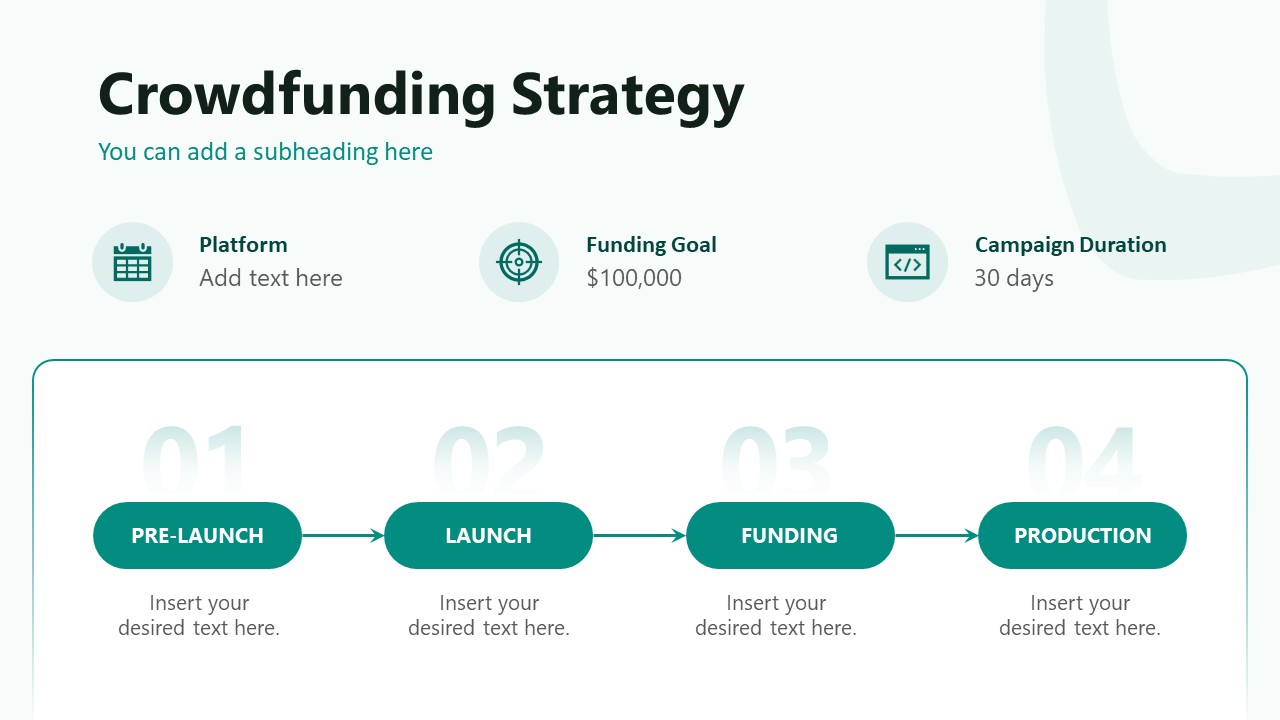 Crowdfunding Strategy
You can add a subheading here
Platform
Add text here
Funding Goal
$100,000
Campaign Duration
30 days
01
02
03
04
PRE-LAUNCH
LAUNCH
FUNDING
PRODUCTION
Insert your
desired text here.
Insert your
desired text here.
Insert your
desired text here.
Insert your
desired text here.